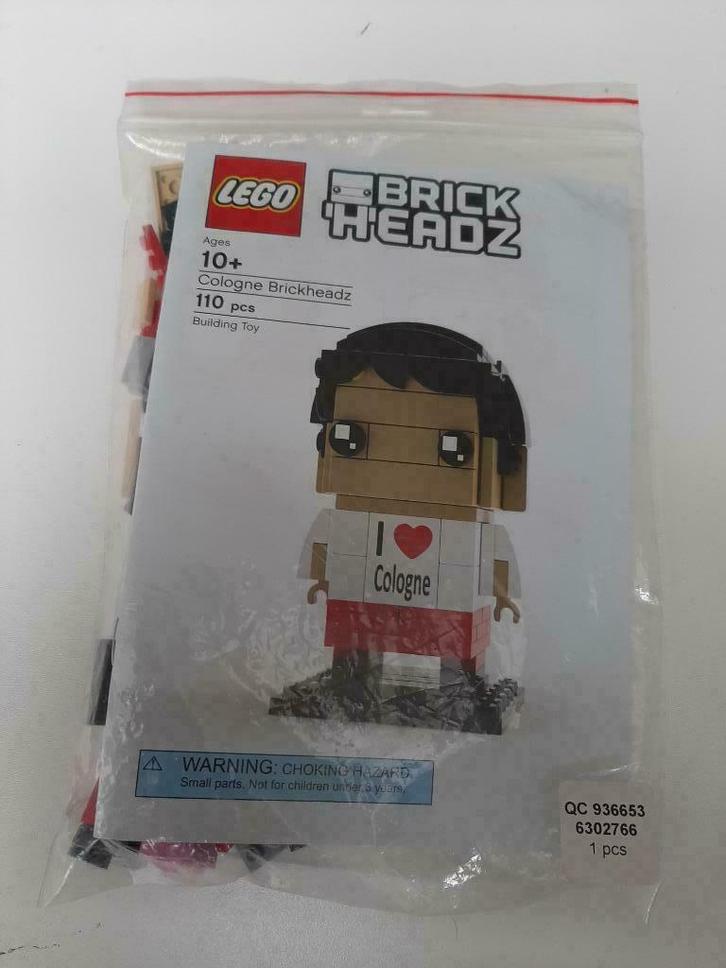 LEGO
BRICK
HEADZ
Ages
10+
Cologne Brickheadz
110 pcs
Building Toy
I ❤
Cologne
WARNING: CHOKING HAZARD.
Small parts. Not for children under 3 years.
QC 936653
6302766
1 pcs